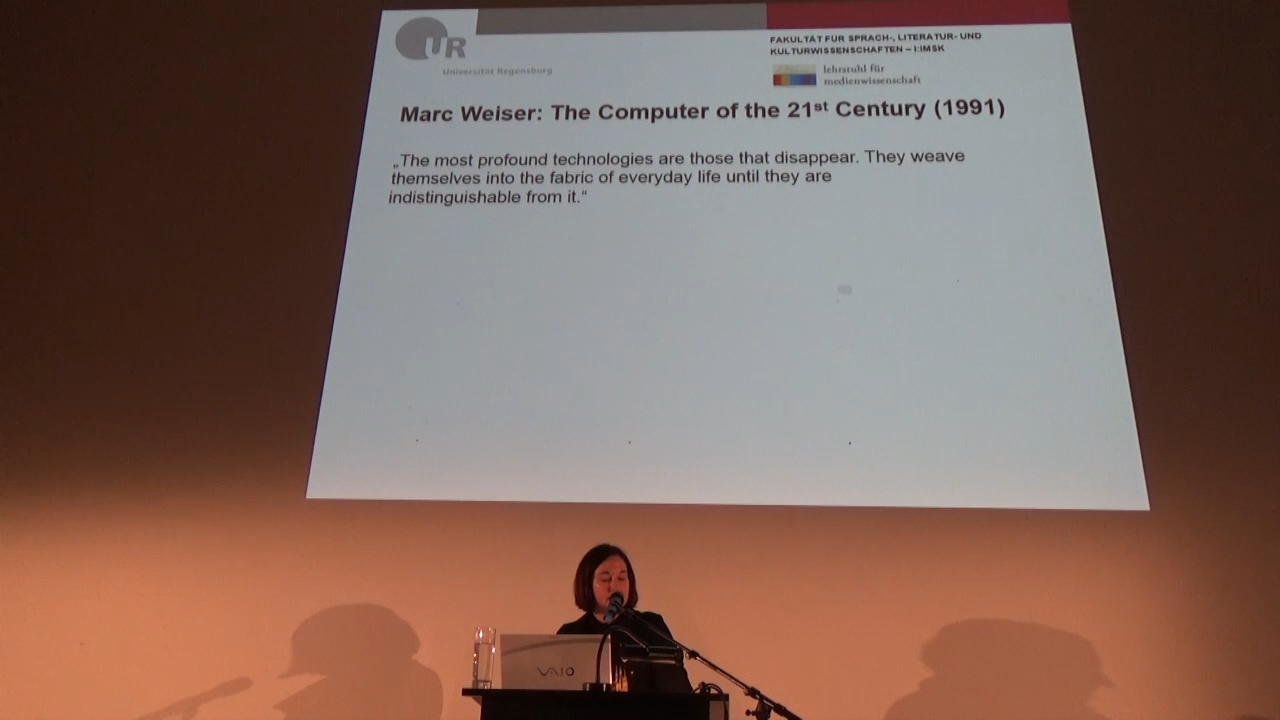 UR
Universität Regensburg
FAKULTÄT FÜR SPRACH-, LITERATUR- UND
KULTURWISSENSCHAFTEN – I:IMSK
lehrstuhl für
medienwissenschaft
Marc Weiser: The Computer of the 21st Century (1991)
„The most profound technologies are those that disappear. They weave
themselves into the fabric of everyday life until they are
indistinguishable from it.“
VAIO